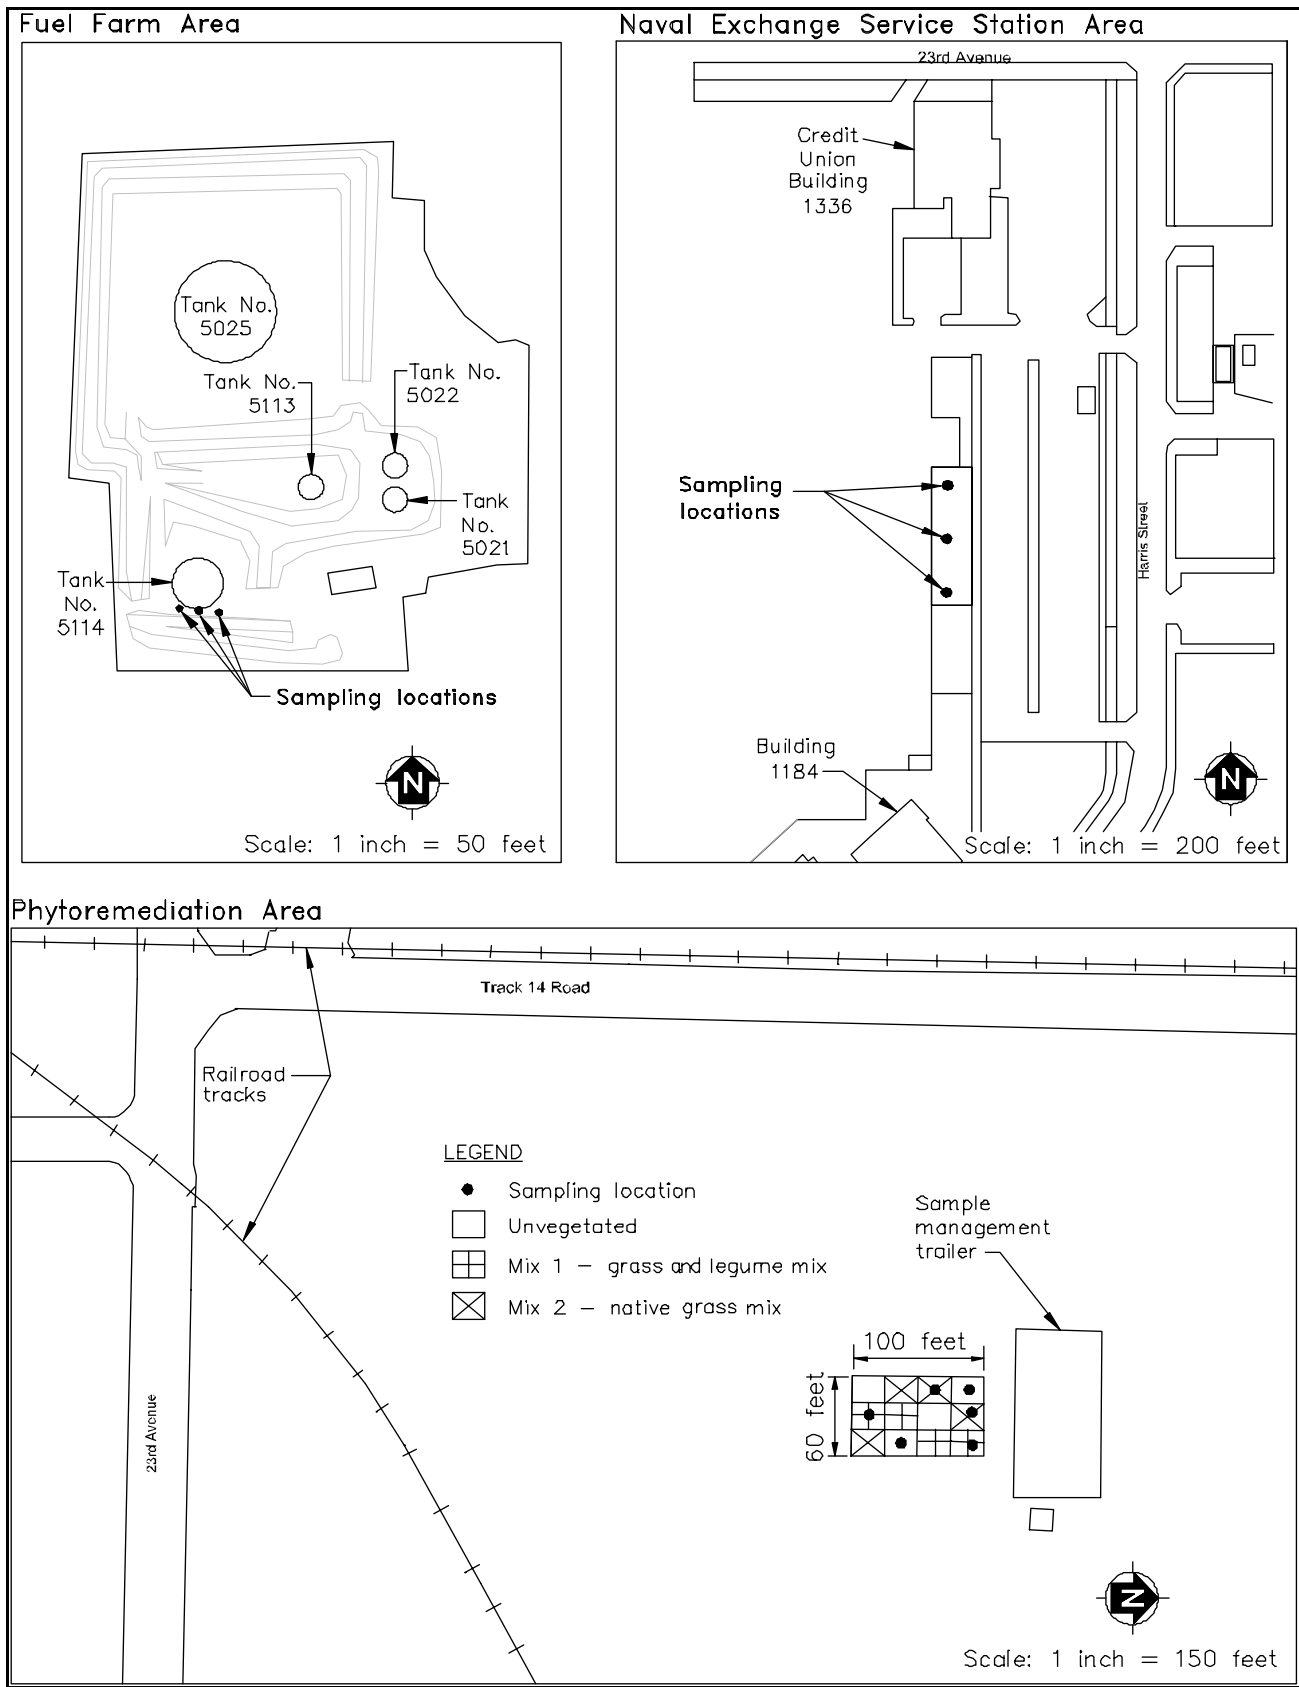 Fuel Farm Area
Tank No.
5025
Tank No.
5113
Tank No.
5022
Tank
No.
5021
Tank
No.
5114
Sampling locations
N
Scale: 1 inch = 50 feet
Naval Exchange Service Station Area
23rd Avenue
Credit
Union
Building
1336
Sampling
locations
Harris Street
Building
1184
N
Scale: 1 inch = 200 feet
Phytoremediation Area
Track 14 Road
Railroad
tracks
LEGEND
Sampling location
Unvegetated
Mix 1 – grass and legume mix
Mix 2 – native grass mix
Sample
management
trailer
100 feet
60 feet
23rd Avenue
N
Scale: 1 inch = 150 feet